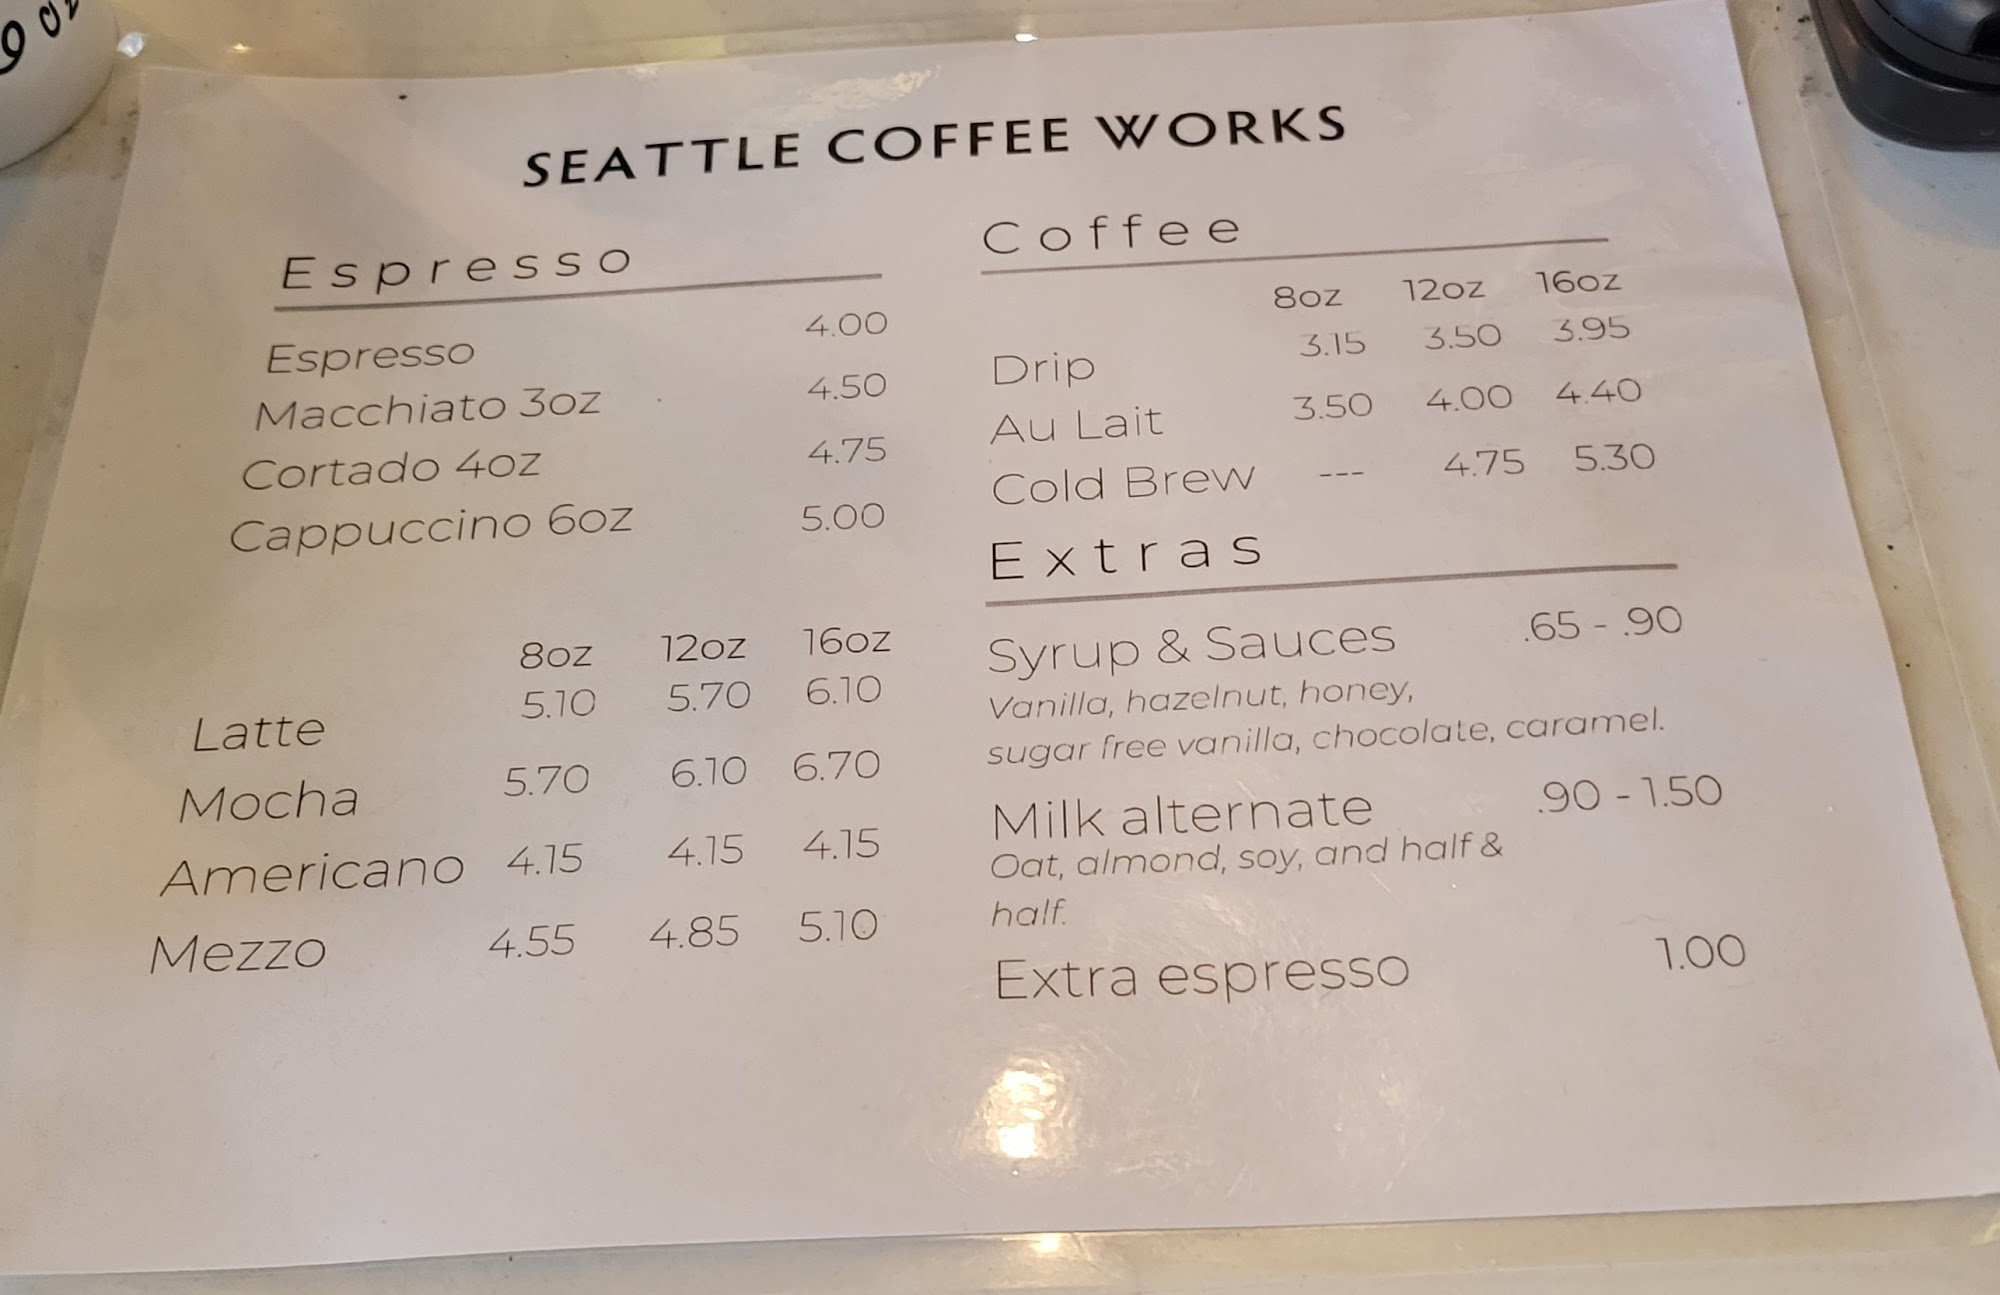 9 oz
SEATTLE COFFEE WORKS
Espresso
Espresso 4.00
Macchiato 3oz 4.50
Cortado 4oz 4.75
Cappuccino 6oz 5.00
8oz 12oz 16oz
Latte 5.10 5.70 6.10
Mocha 5.70 6.10 6.70
Americano 4.15 4.15 4.15
Mezzo 4.55 4.85 5.10
Coffee
8oz 12oz 16oz
Drip 3.15 3.50 3.95
Au Lait 3.50 4.00 4.40
Cold Brew --- 4.75 5.30
Extras
Syrup & Sauces .65 - .90
Vanilla, hazelnut, honey,
sugar free vanilla, chocolate, caramel.
Milk alternate .90 - 1.50
Oat, almond, soy, and half &
half.
Extra espresso 1.00